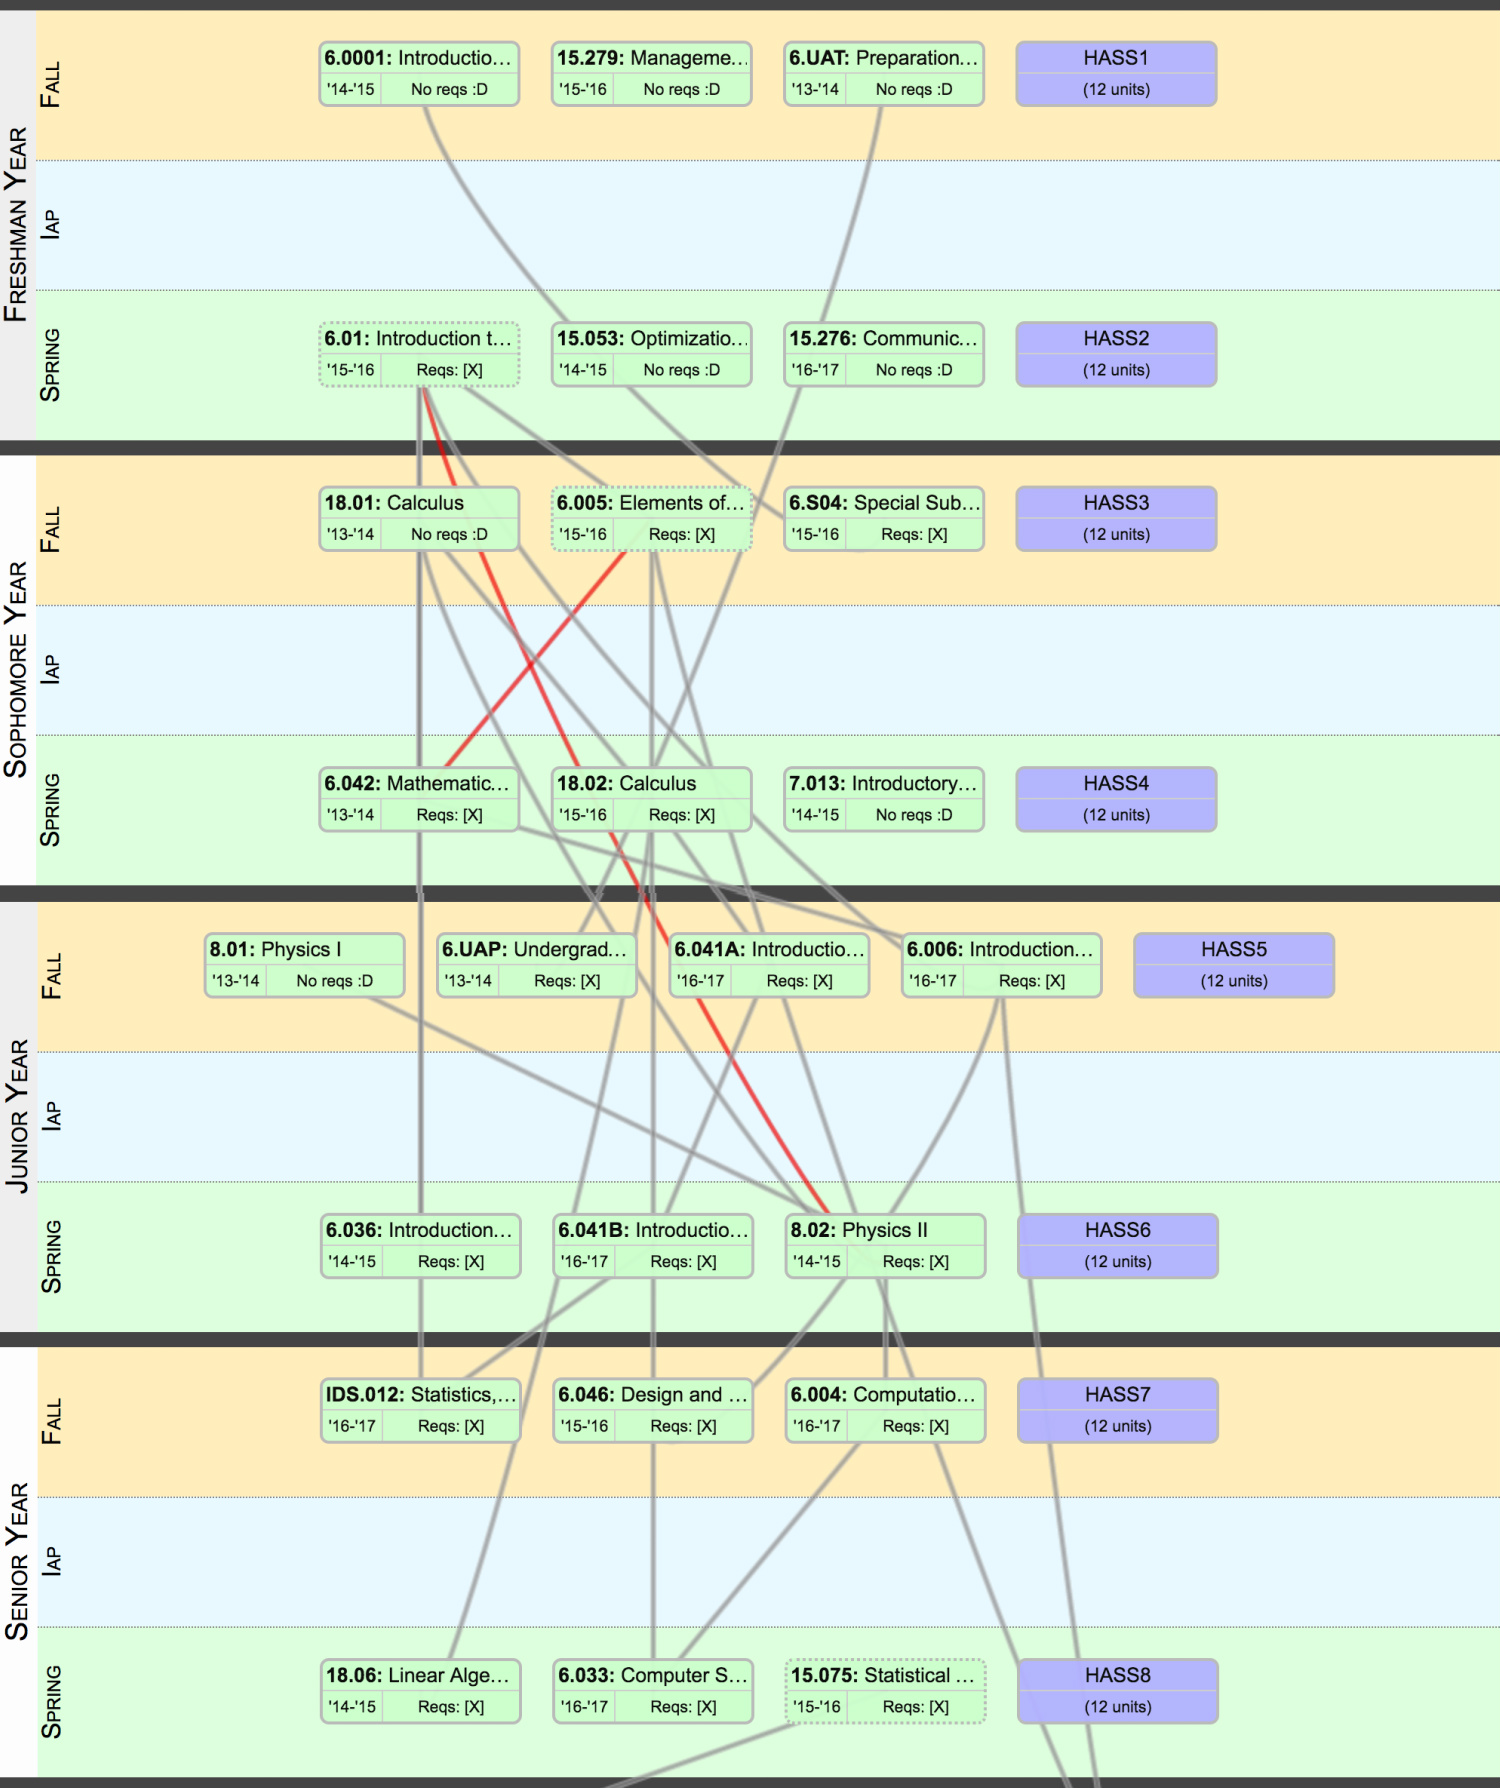 FRESHMAN YEAR
FALL
6.0001: Introductio... 15.279: Manageme... 6.UAT: Preparation... HASS1
'14-'15 No reqs :D '15-'16 No reqs :D '13-'14 No reqs :D (12 units)
IAP
SPRING
6.01: Introduction t... 15.053: Optimizatio... 15.276: Communic... HASS2
'15-'16 Reqs: [X] '14-'15 No reqs :D '16-'17 No reqs :D (12 units)
SOPHOMORE YEAR
FALL
18.01: Calculus 6.005: Elements of... 6.S04: Special Sub... HASS3
'13-'14 No reqs :D '15-'16 Reqs: [X] '15-'16 Reqs: [X] (12 units)
IAP
SPRING
6.042: Mathematic... 18.02: Calculus 7.013: Introductory... HASS4
'13-'14 Reqs: [X] '15-'16 Reqs: [X] '14-'15 No reqs :D (12 units)
JUNIOR YEAR
FALL
8.01: Physics I 6.UAP: Undergrad... 6.041A: Introductio... 6.006: Introduction... HASS5
'13-'14 No reqs :D '13-'14 Reqs: [X] '16-'17 Reqs: [X] '16-'17 Reqs: [X] (12 units)
IAP
SPRING
6.036: Introduction... 6.041B: Introductio... 8.02: Physics II HASS6
'14-'15 Reqs: [X] '16-'17 Reqs: [X] '14-'15 Reqs: [X] (12 units)
SENIOR YEAR
FALL
IDS.012: Statistics,... 6.046: Design and ... 6.004: Computatio... HASS7
'16-'17 Reqs: [X] '15-'16 Reqs: [X] '16-'17 Reqs: [X] (12 units)
IAP
SPRING
18.06: Linear Alge... 6.033: Computer S... 15.075: Statistical ... HASS8
'14-'15 Reqs: [X] '16-'17 Reqs: [X] '15-'16 Reqs: [X] (12 units)